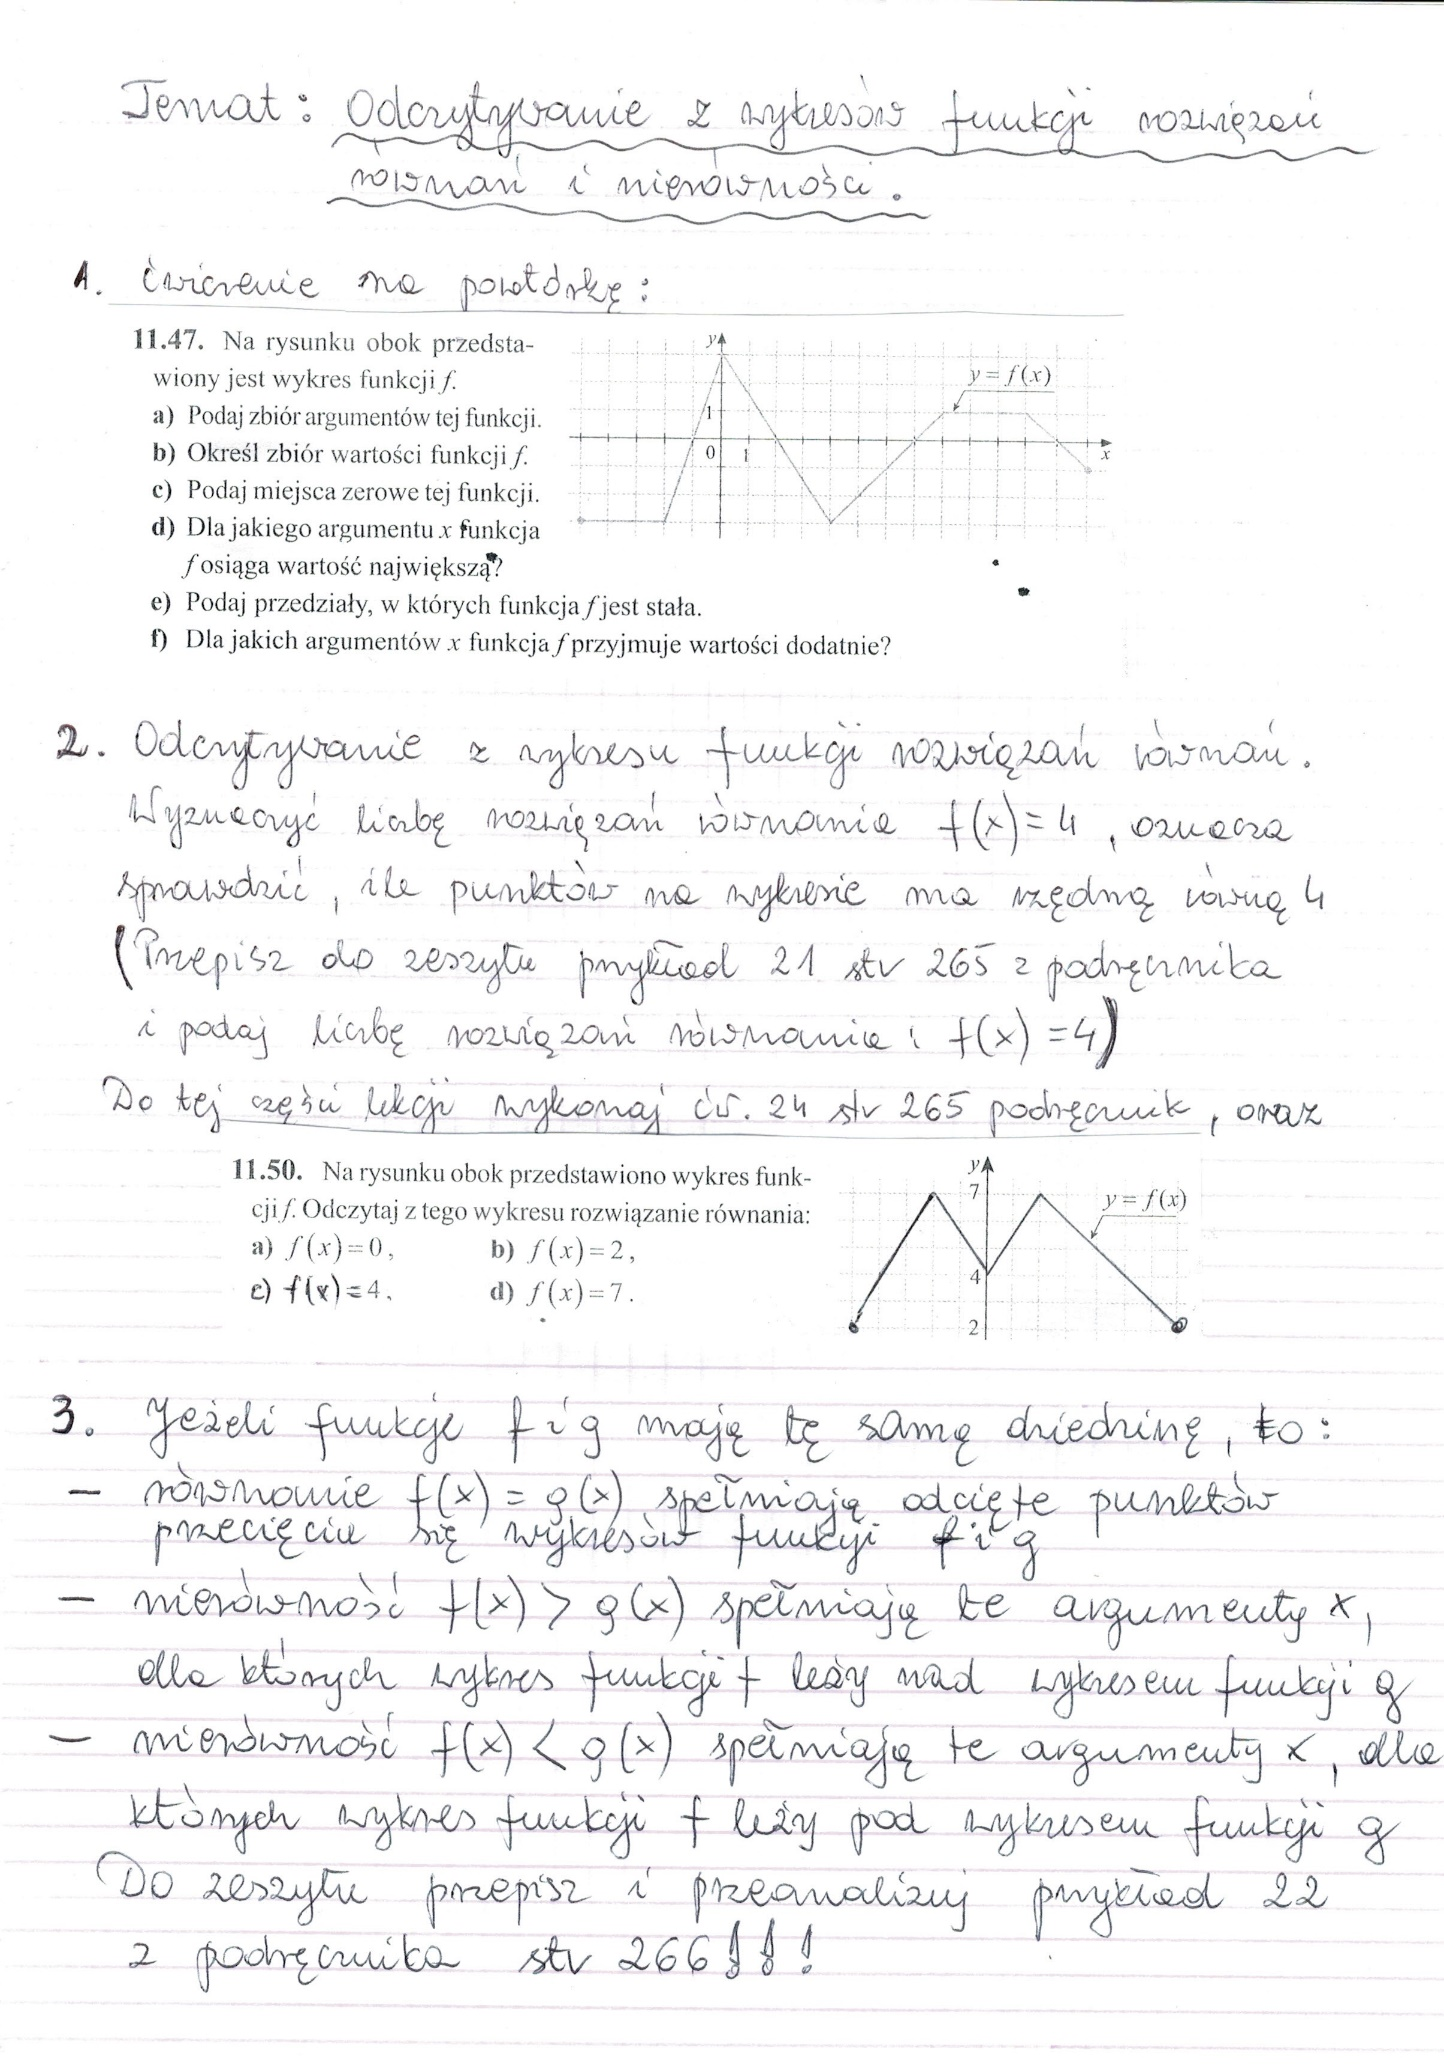 Temat: Odczytywanie z wykresów funkcji rozwiązań
równań i nierówności.
1. Ćwiczenie na powtórkę:
11.47. Na rysunku obok przedsta-
wiony jest wykres funkcji f.
a) Podaj zbiór argumentów tej funkcji.
b) Określ zbiór wartości funkcji f.
c) Podaj miejsca zerowe tej funkcji.
d) Dla jakiego argumentu x funkcja
f osiąga wartość największą?
e) Podaj przedziały, w których funkcja f jest stała.
f) Dla jakich argumentów x funkcja f przyjmuje wartości dodatnie?
y
y = f(x)
1
0 1
x
2. Odczytywanie z wykresu funkcji rozwiązań równań.
Wyznaczyć liczbę rozwiązań równania f(x) = 4, oznacza
sprawdzić, ile punktów na wykresie ma rzędną równą 4
(Przepisz do zeszytu przykład 21 str 265 z podręcznika
i podaj liczbę rozwiązań równania: f(x) = 4)
Do tej części lekcji wykonaj ćw. 24 str 265 podręcznik, oraz
11.50. Na rysunku obok przedstawiono wykres funk-
cji f. Odczytaj z tego wykresu rozwiązanie równania:
a) f(x) = 0, b) f(x) = 2,
c) f(x) = 4. d) f(x) = 7.
y
7
y = f(x)
4
2
3. Jeżeli funkcje f i g mają tę samą dziedzinę, to:
– równanie f(x) = g(x) spełniają odcięte punktów
przecięcia się wykresów funkcji f i g
– nierówność f(x) > g(x) spełniają te argumenty x,
dla których wykres funkcji f leży nad wykresem funkcji g
– nierówność f(x) < g(x) spełniają te argumenty x, dla
których wykres funkcji f leży pod wykresem funkcji g
Do zeszytu przepisz i przeanalizuj przykład 22
z podręcznika str 266!!!